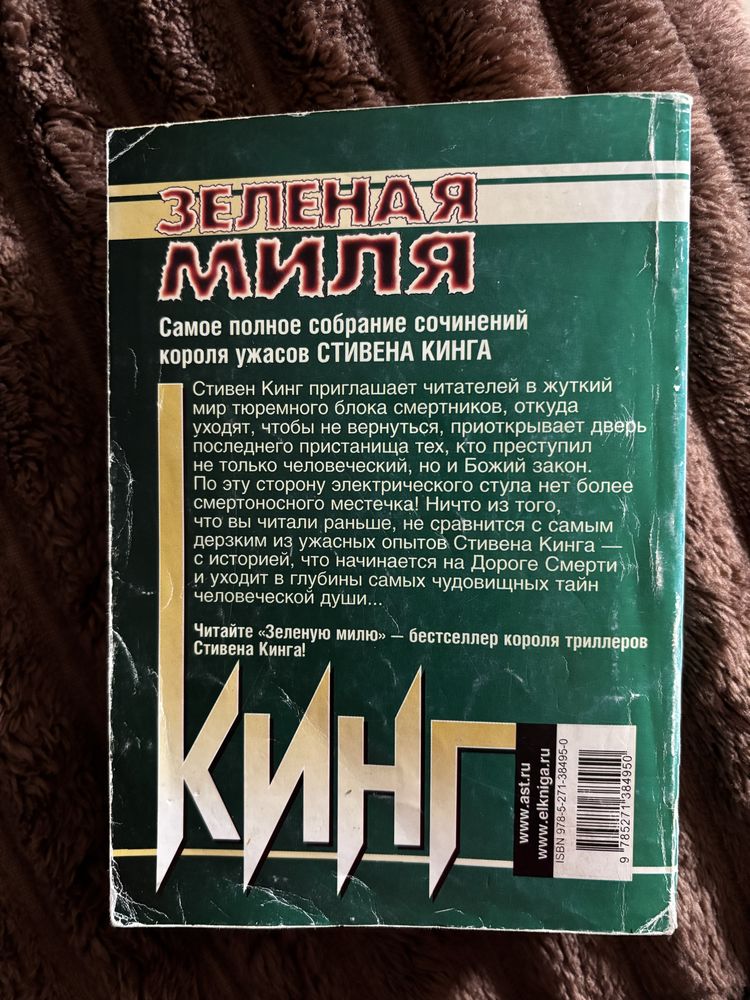 ЗЕЛЕНАЯ
МИЛЯ
Самое полное собрание сочинений
короля ужасов СТИВЕНА КИНГА
Стивен Кинг приглашает читателей в жуткий
мир тюремного блока смертников, откуда
уходят, чтобы не вернуться, приоткрывает дверь
последнего пристанища тех, кто преступил
не только человеческий, но и Божий закон.
По эту сторону электрического стула нет более
смертоносного местечка! Ничто из того,
что вы читали раньше, не сравнится с самым
дерзким из ужасных опытов Стивена Кинга —
с историей, что начинается на Дороге Смерти
и уходит в глубины самых чудовищных тайн
человеческой души...
Читайте «Зеленую милю» — бестселлер короля триллеров
Стивена Кинга!
КИНГ
www.ast.ru
www.elkniga.ru
ISBN 978-5-271-38495-0
9 785271 384950